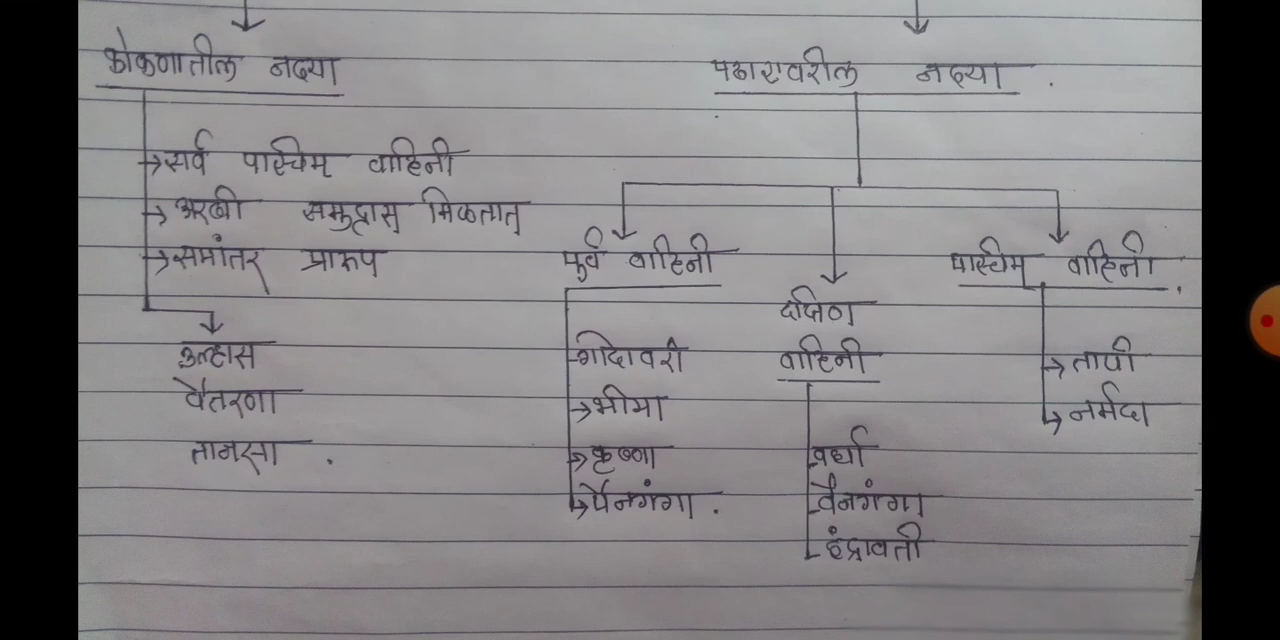 कोकणातील नद्या
→ सर्व पश्चिम वाहिनी
→ अरबी समुद्रास मिळतात
→ समांतर प्रारूप
उल्हास
वैतरणा
तानसा .
पठारावरील नद्या .
पुर्व वाहिनी
गोदावरी
→ भीमा
→ कृष्णा
→ पैनगंगा .
दक्षिण
वाहिनी
वर्धा
वैनगंगा
इंद्रावती
पश्चिम वाहिनी .
→ तापी
→ नर्मदा